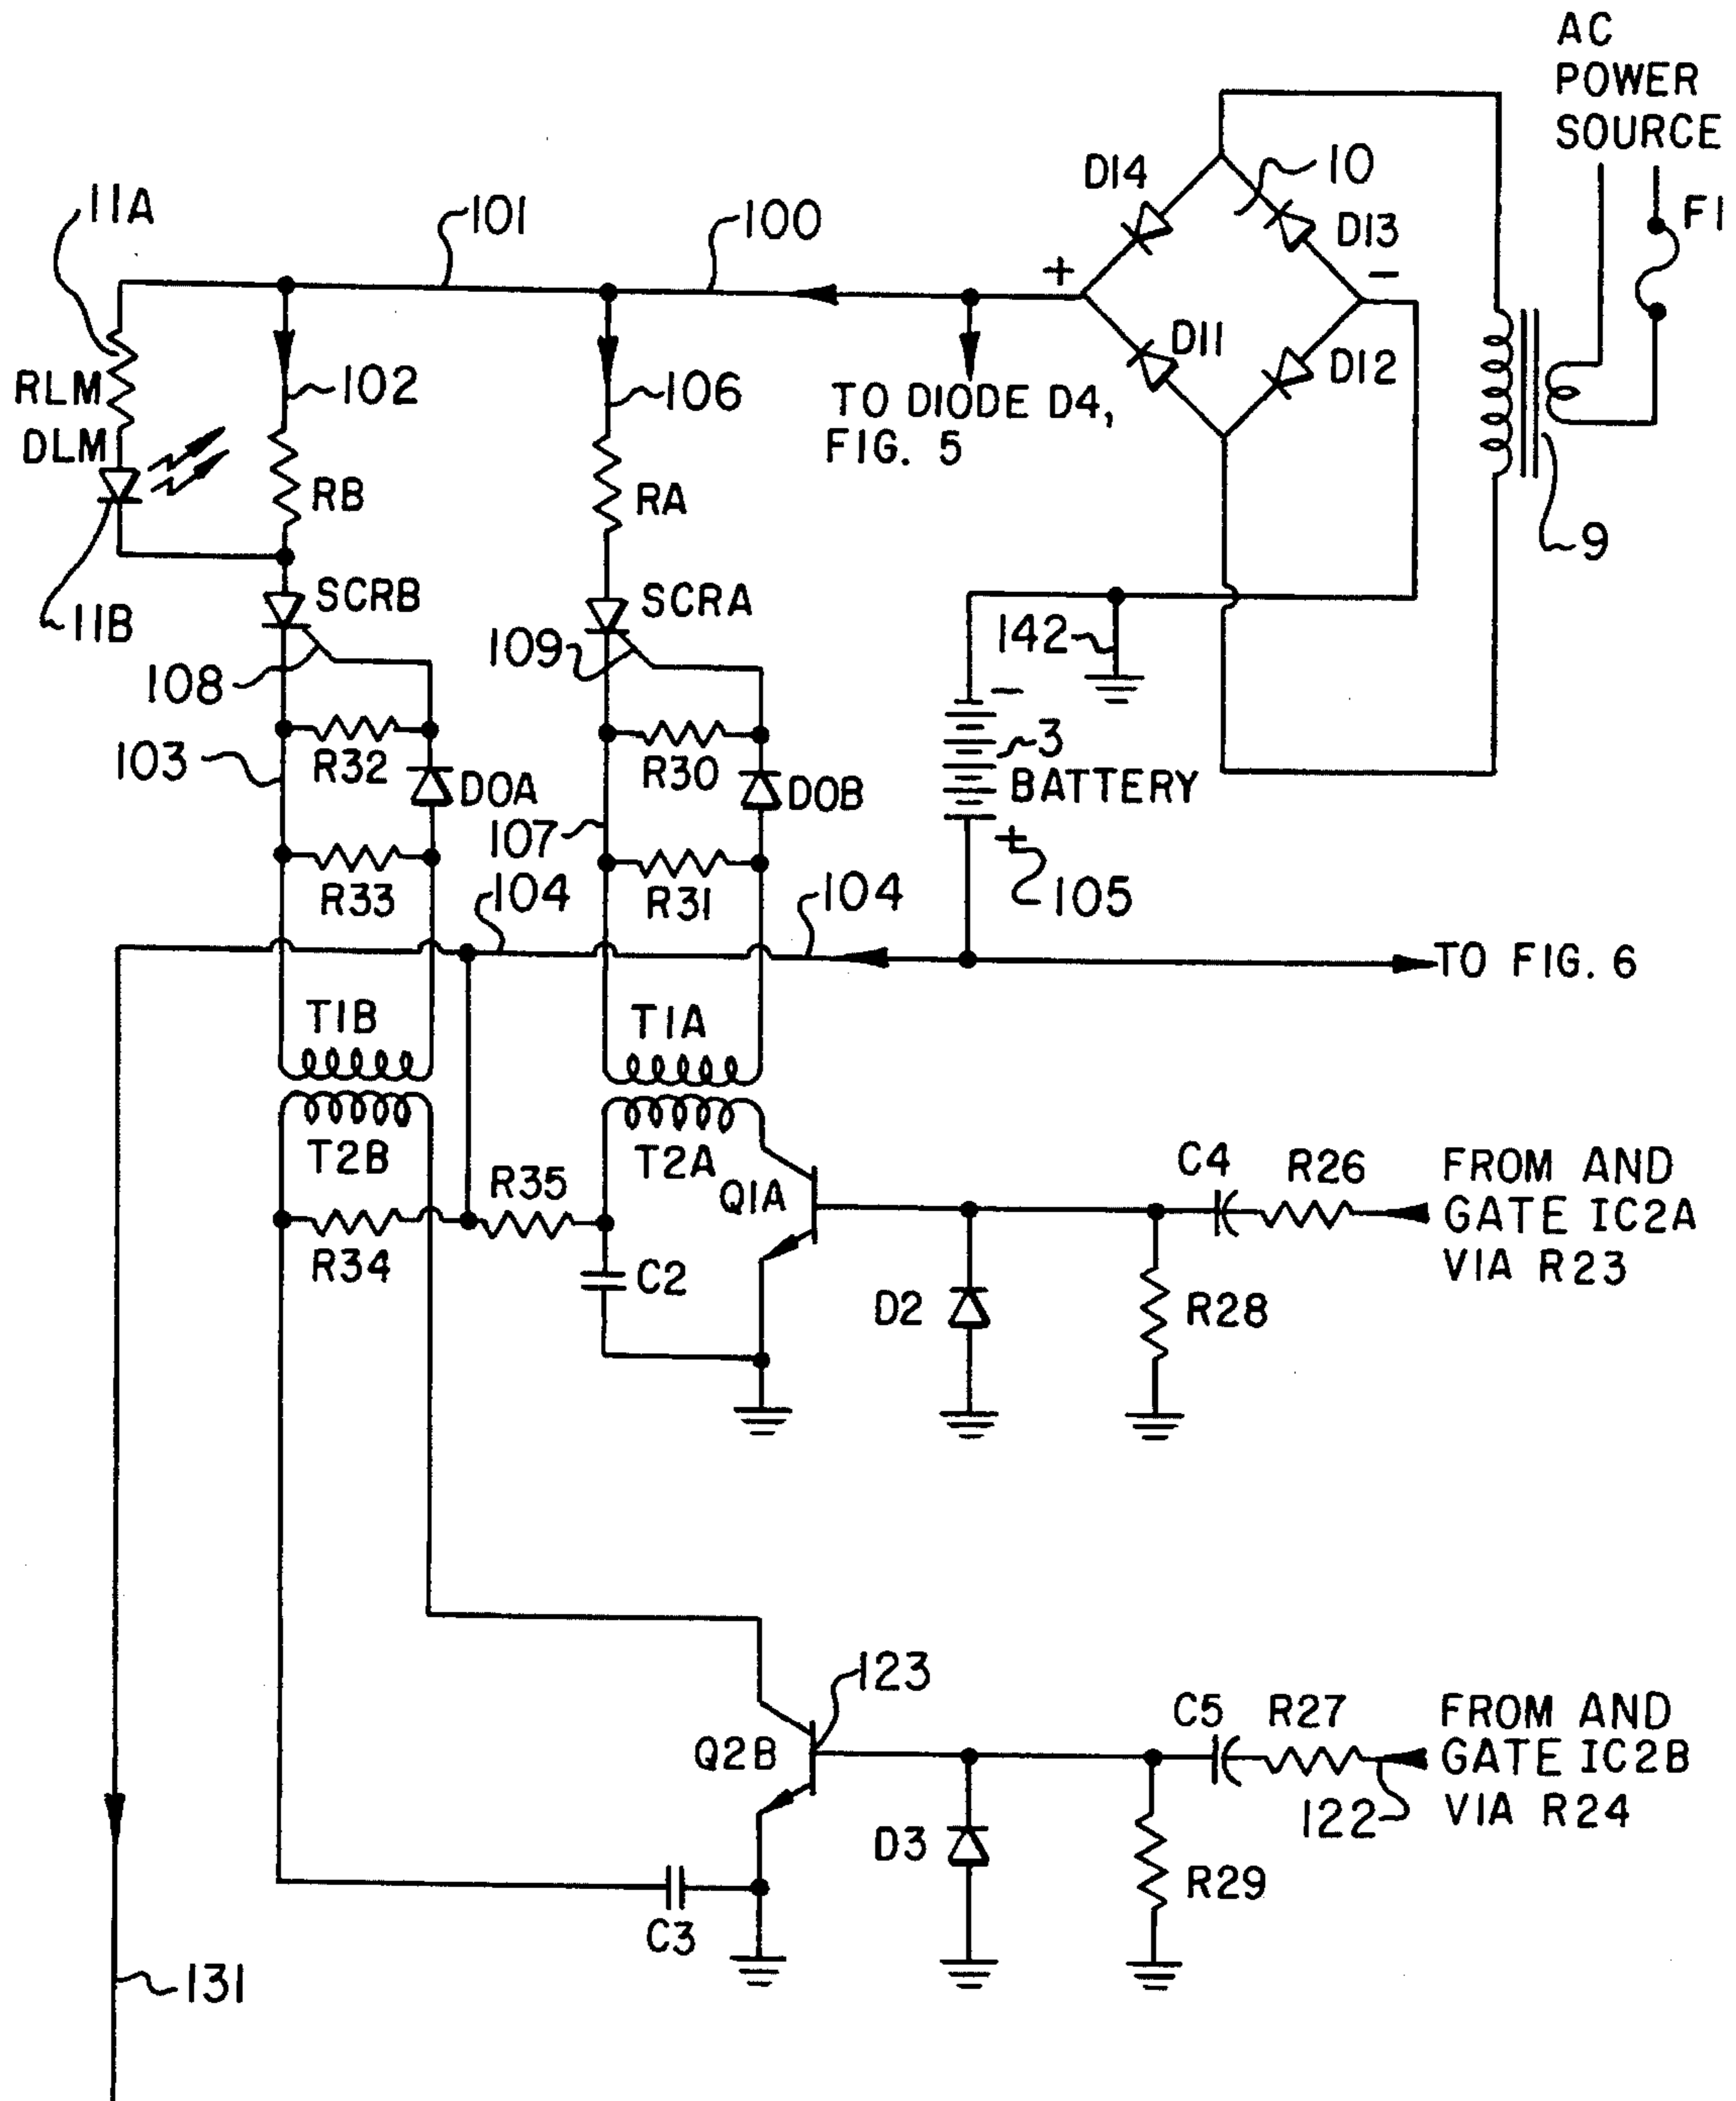 AC
POWER
SOURCE
F1
10
D14
D13
+
−
D11
D12
9
11A
101
100
RLM
102
106
TO DIODE D4,
FIG. 5
DLM
RB
RA
11B
SCRB
SCRA
108
109
142
−
3
BATTERY
+
105
103
R32
DOA
107
R30
DOB
R33
104
R31
104
TO FIG. 6
T1B
T1A
T2B
T2A
R35
R34
C2
Q1A
C4
R26
FROM AND
GATE IC2A
VIA R23
D2
R28
123
Q2B
C5
R27
FROM AND
GATE IC2B
VIA R24
122
D3
R29
C3
131